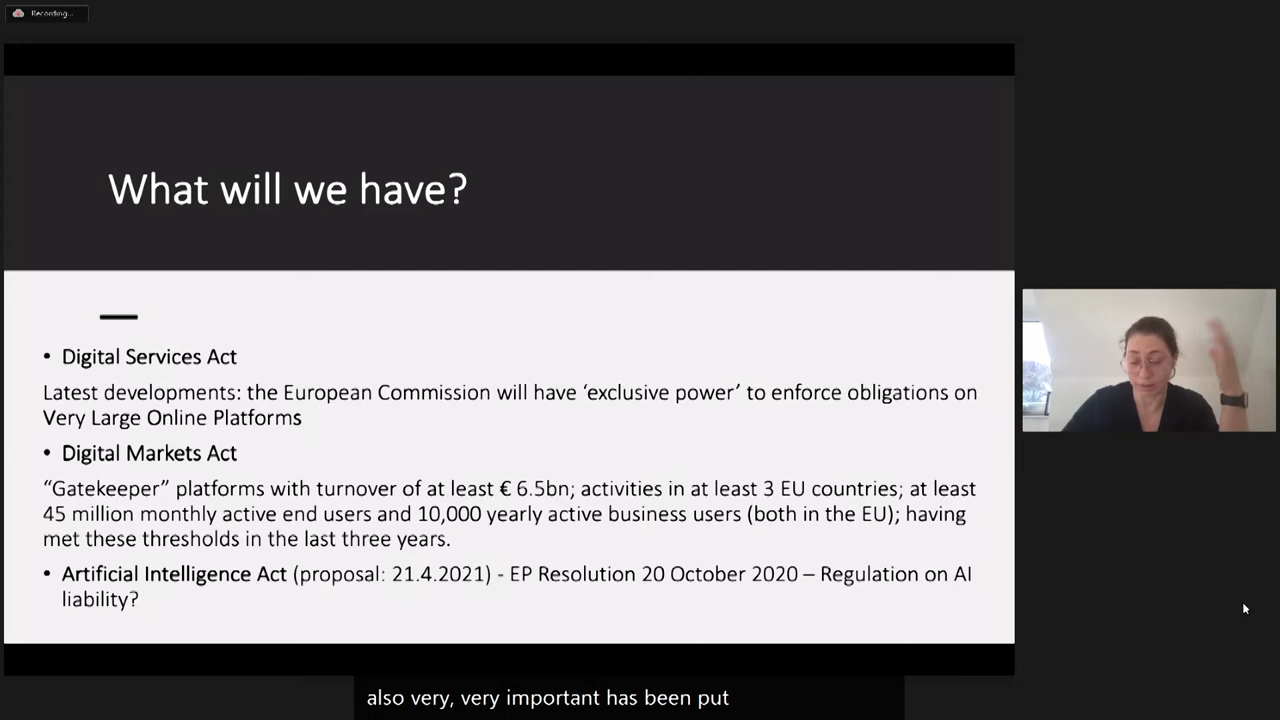 Recording...
What will we have?
• Digital Services Act
Latest developments: the European Commission will have ‘exclusive power’ to enforce obligations on
Very Large Online Platforms
• Digital Markets Act
“Gatekeeper” platforms with turnover of at least € 6.5bn; activities in at least 3 EU countries; at least
45 million monthly active end users and 10,000 yearly active business users (both in the EU); having
met these thresholds in the last three years.
• Artificial Intelligence Act (proposal: 21.4.2021) - EP Resolution 20 October 2020 – Regulation on AI
liability?
also very, very important has been put